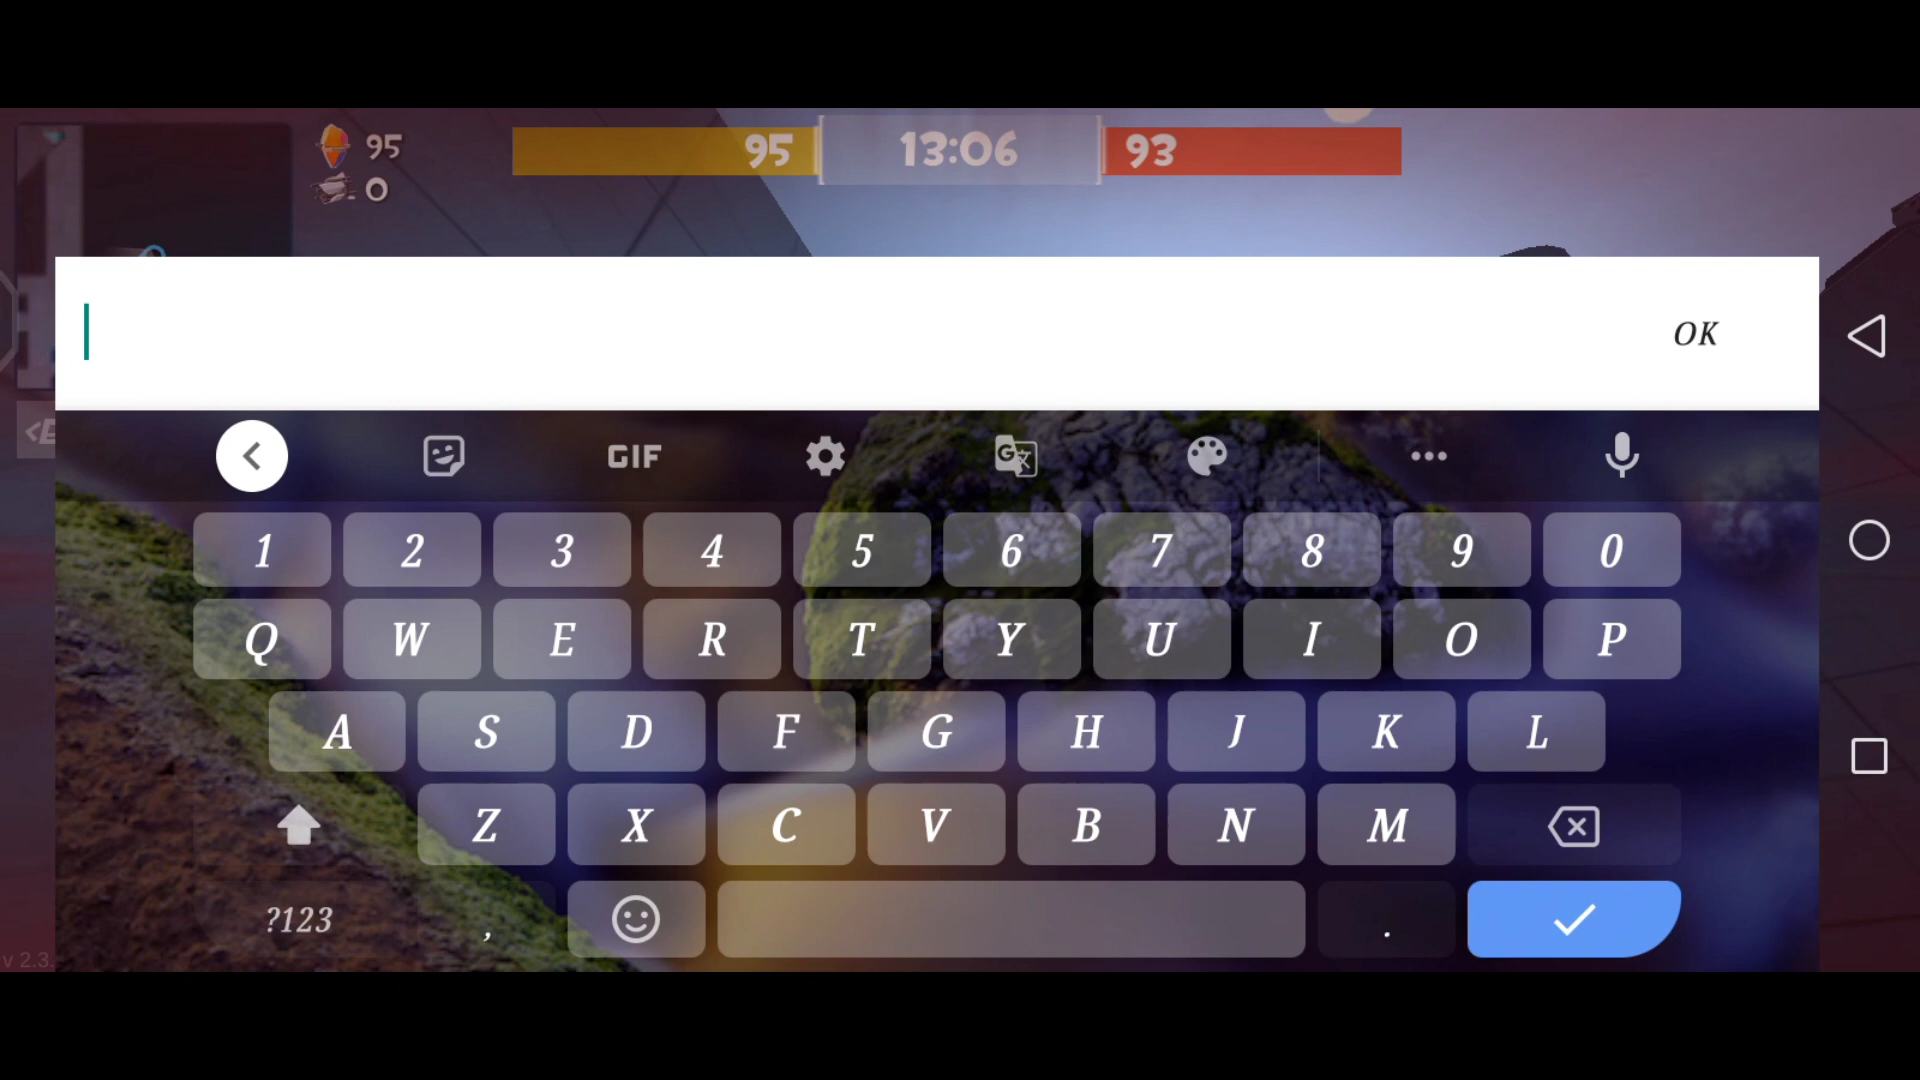 95
0
95 13:06 93
OK
<E
GIF
1 2 3 4 5 6 7 8 9 0
Q W E R T Y U I O P
A S D F G H J K L
Z X C V B N M
?123 , .
v 2.3.